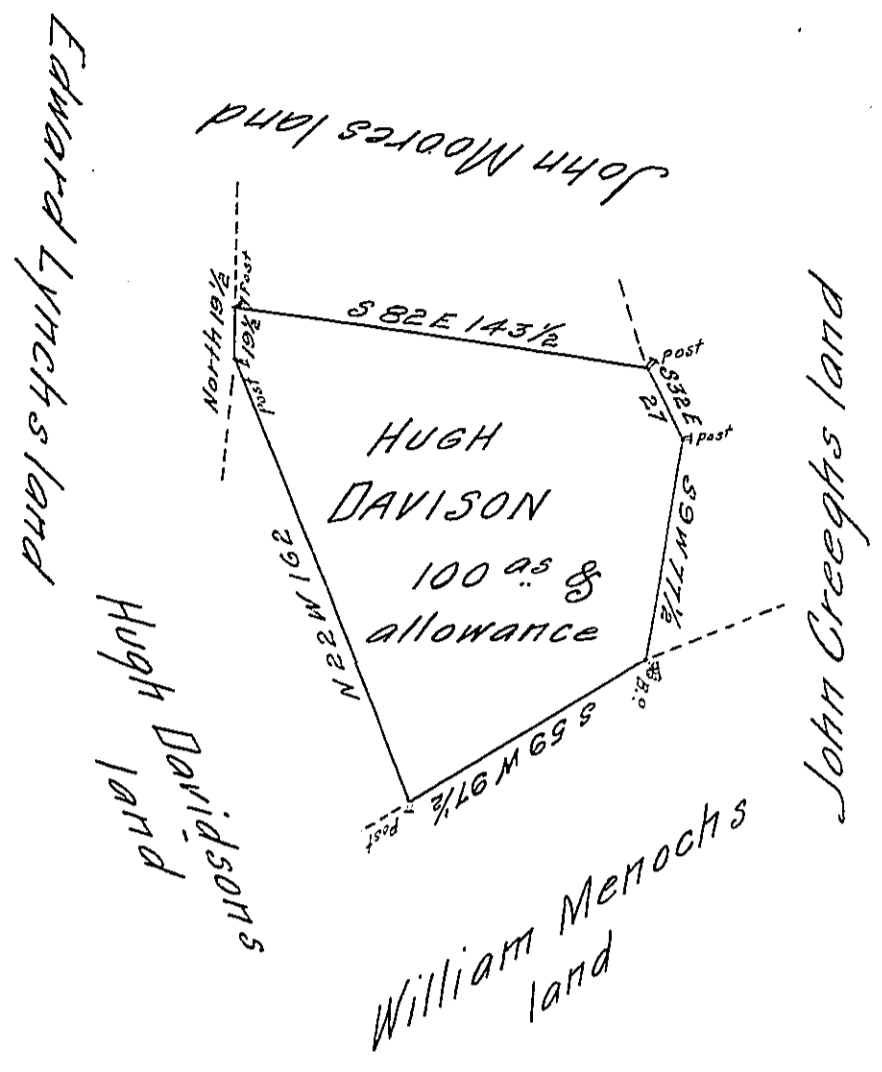 John Moores land
Edward Lynchs land
North 19½
19½
Post
Post
S 82 E 143½
Post
S 32 E
27
Post
John Creeghs land
HUGH
DAVISON
100 as &
allowance
S 9 W 77½
N 22 W 162
B.O
S 59 W 97½
Post
Hugh Davidsons
land
William Menochs
land